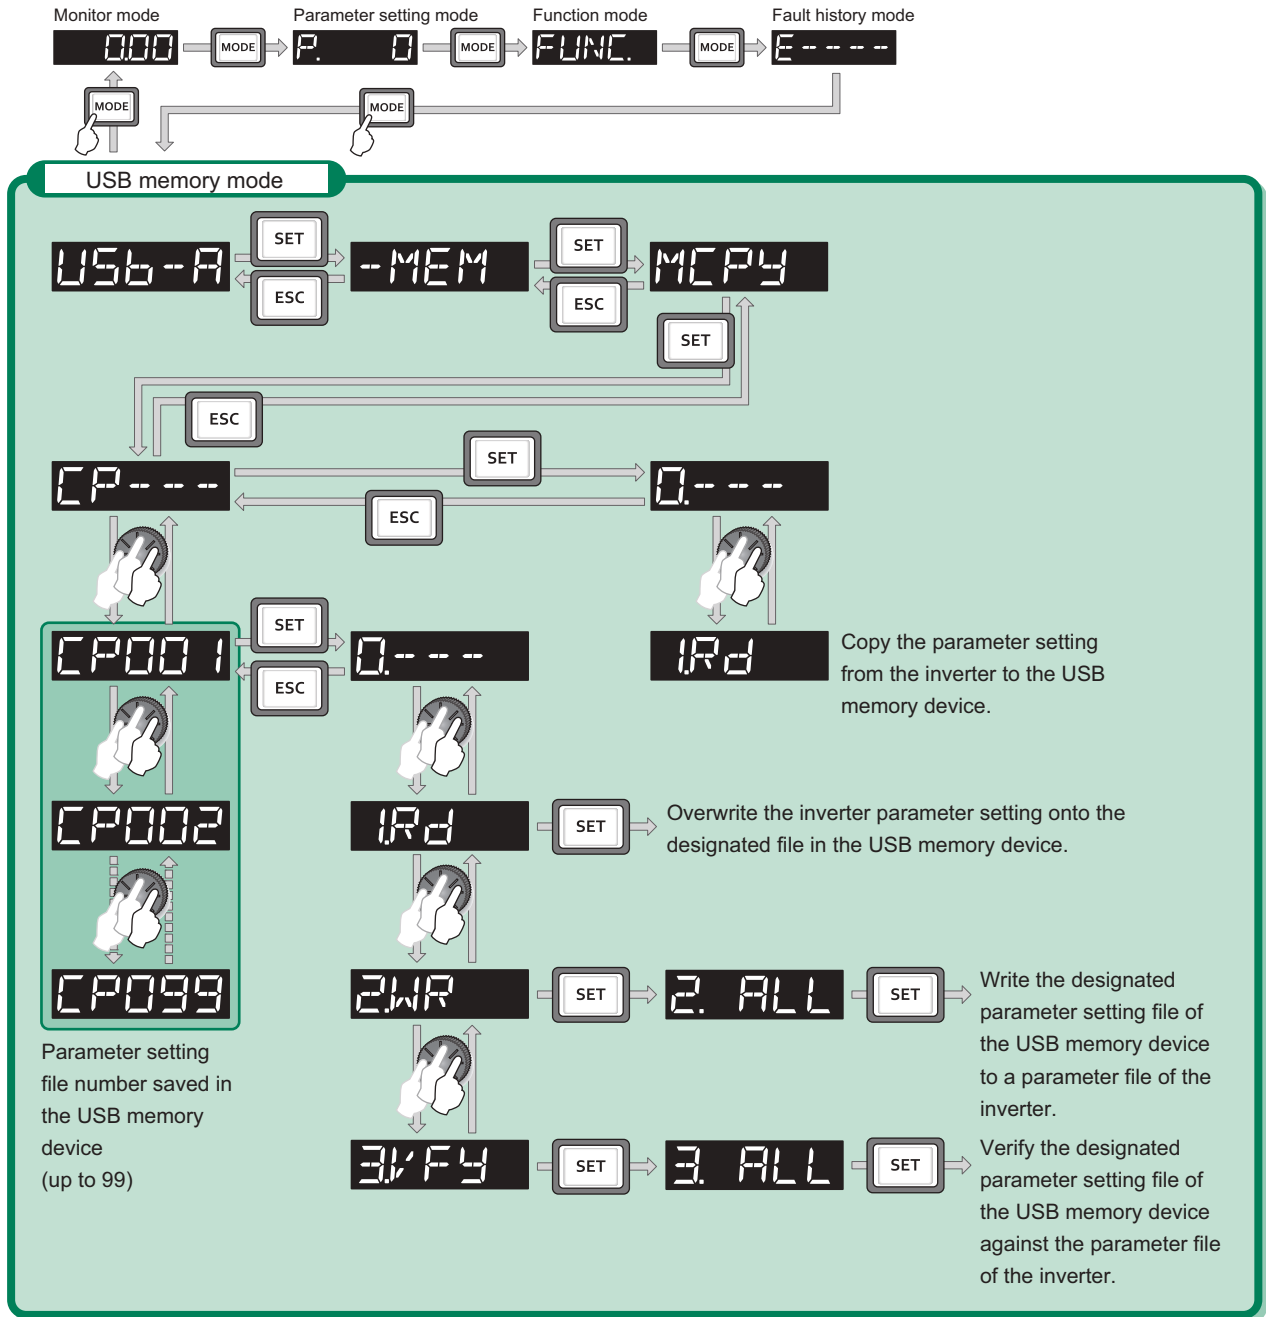 Monitor mode
Parameter setting mode
Function mode
Fault history mode
0.00
MODE
P. 0
MODE
FUNC.
MODE
E----
MODE
MODE
USB memory mode
USb-A
SET
ESC
-MEM
SET
ESC
MCPY
SET
ESC
CP---
SET
ESC
0.---
CP001
SET
ESC
0.---
1.Rd
Copy the parameter setting
from the inverter to the USB
memory device.
CP002
1.Rd
SET
Overwrite the inverter parameter setting onto the
designated file in the USB memory device.
CP099
2.WR
SET
2. ALL
SET
Write the designated
parameter setting file of
the USB memory device
to a parameter file of the
inverter.
Parameter setting
file number saved in
the USB memory
device
(up to 99)
3.VFY
SET
3. ALL
SET
Verify the designated
parameter setting file of
the USB memory device
against the parameter file
of the inverter.